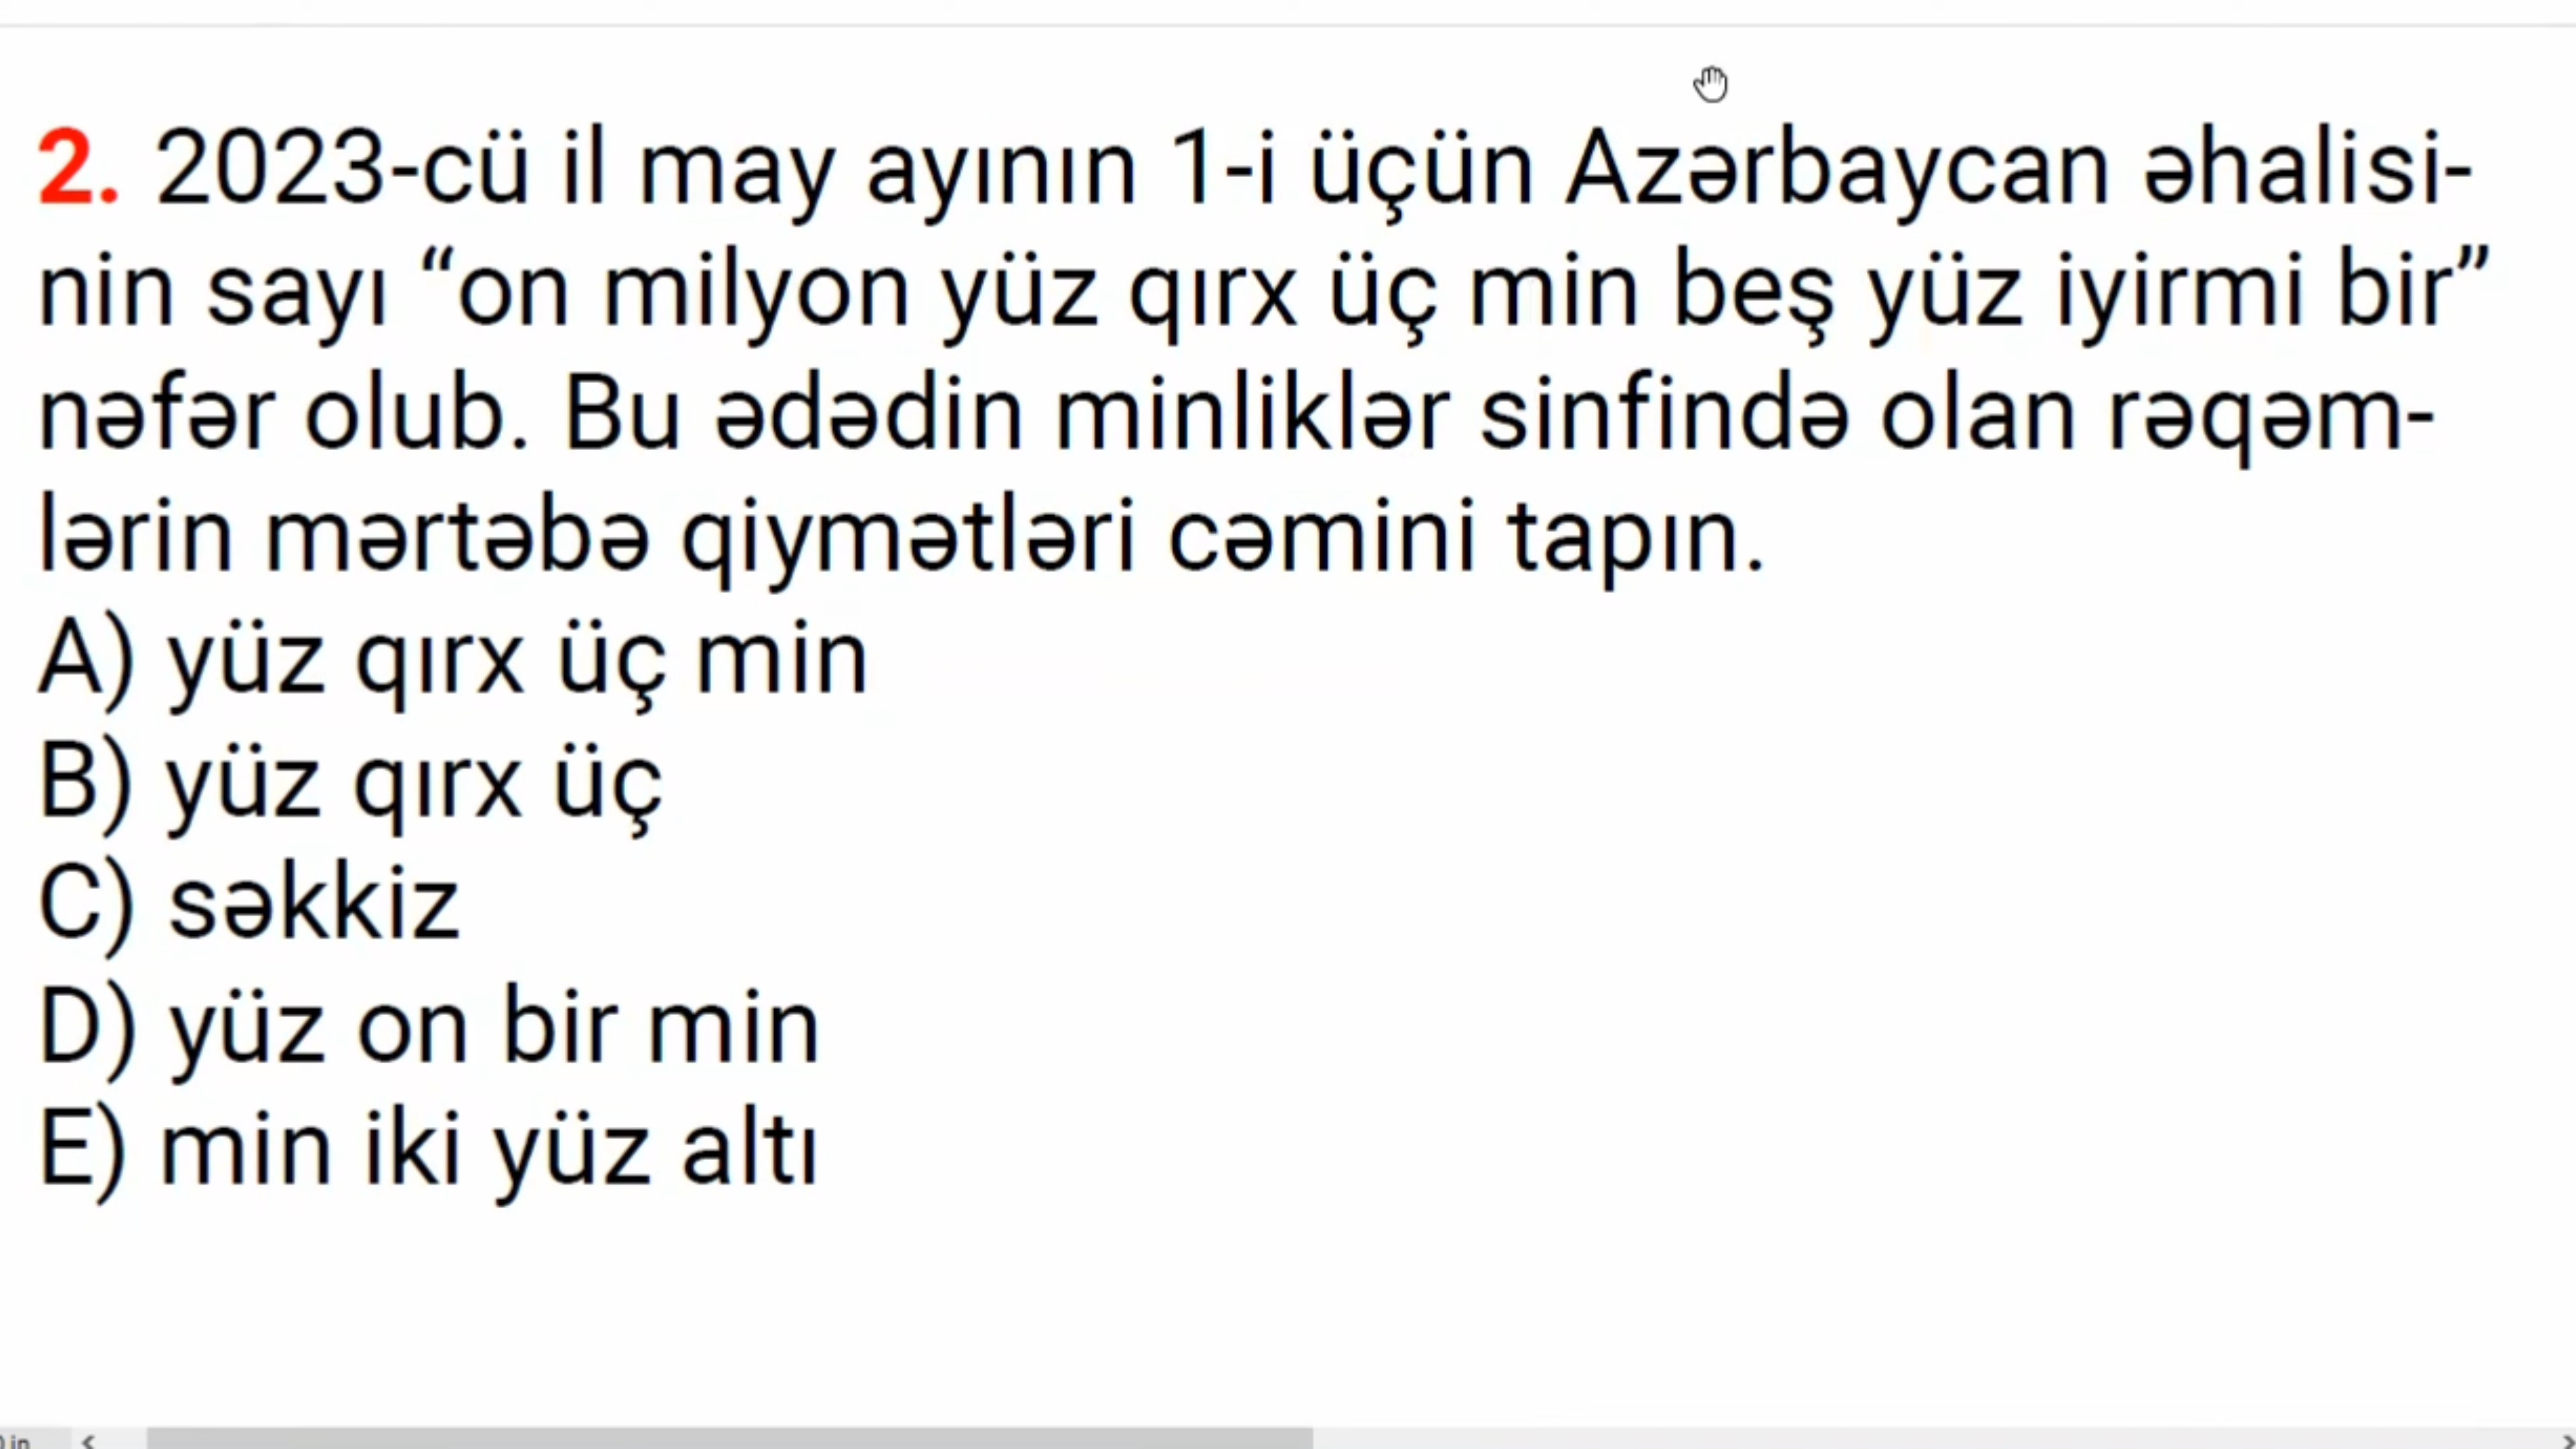 2. 2023-cü il may ayının 1-i üçün Azərbaycan əhalisi-
nin sayı “on milyon yüz qırx üç min beş yüz iyirmi bir”
nəfər olub. Bu ədədin minliklər sinfində olan rəqəm-
lərin mərtəbə qiymətləri cəmini tapın.
A) yüz qırx üç min
B) yüz qırx üç
C) səkkiz
D) yüz on bir min
E) min iki yüz altı